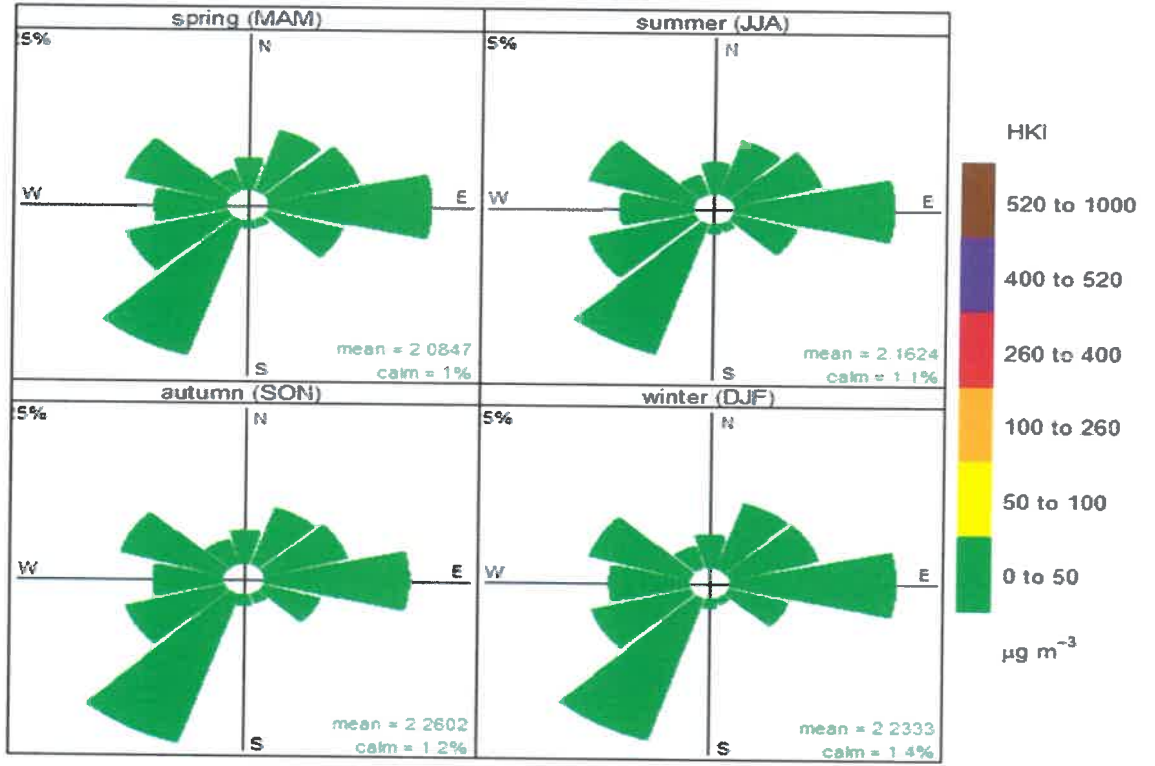 spring (MAM)
5%
N
W
E
S
mean = 2 0847
calm = 1%
summer (JJA)
5%
N
W
E
S
mean = 2.1624
calm = 1 1%
autumn (SON)
5%
N
W
E
S
mean = 2 2602
calm = 1 2%
winter (DJF)
5%
N
W
E
S
mean = 2 2333
calm = 1 4%
HKI
520 to 1000
400 to 520
260 to 400
100 to 260
50 to 100
0 to 50
µg m⁻³